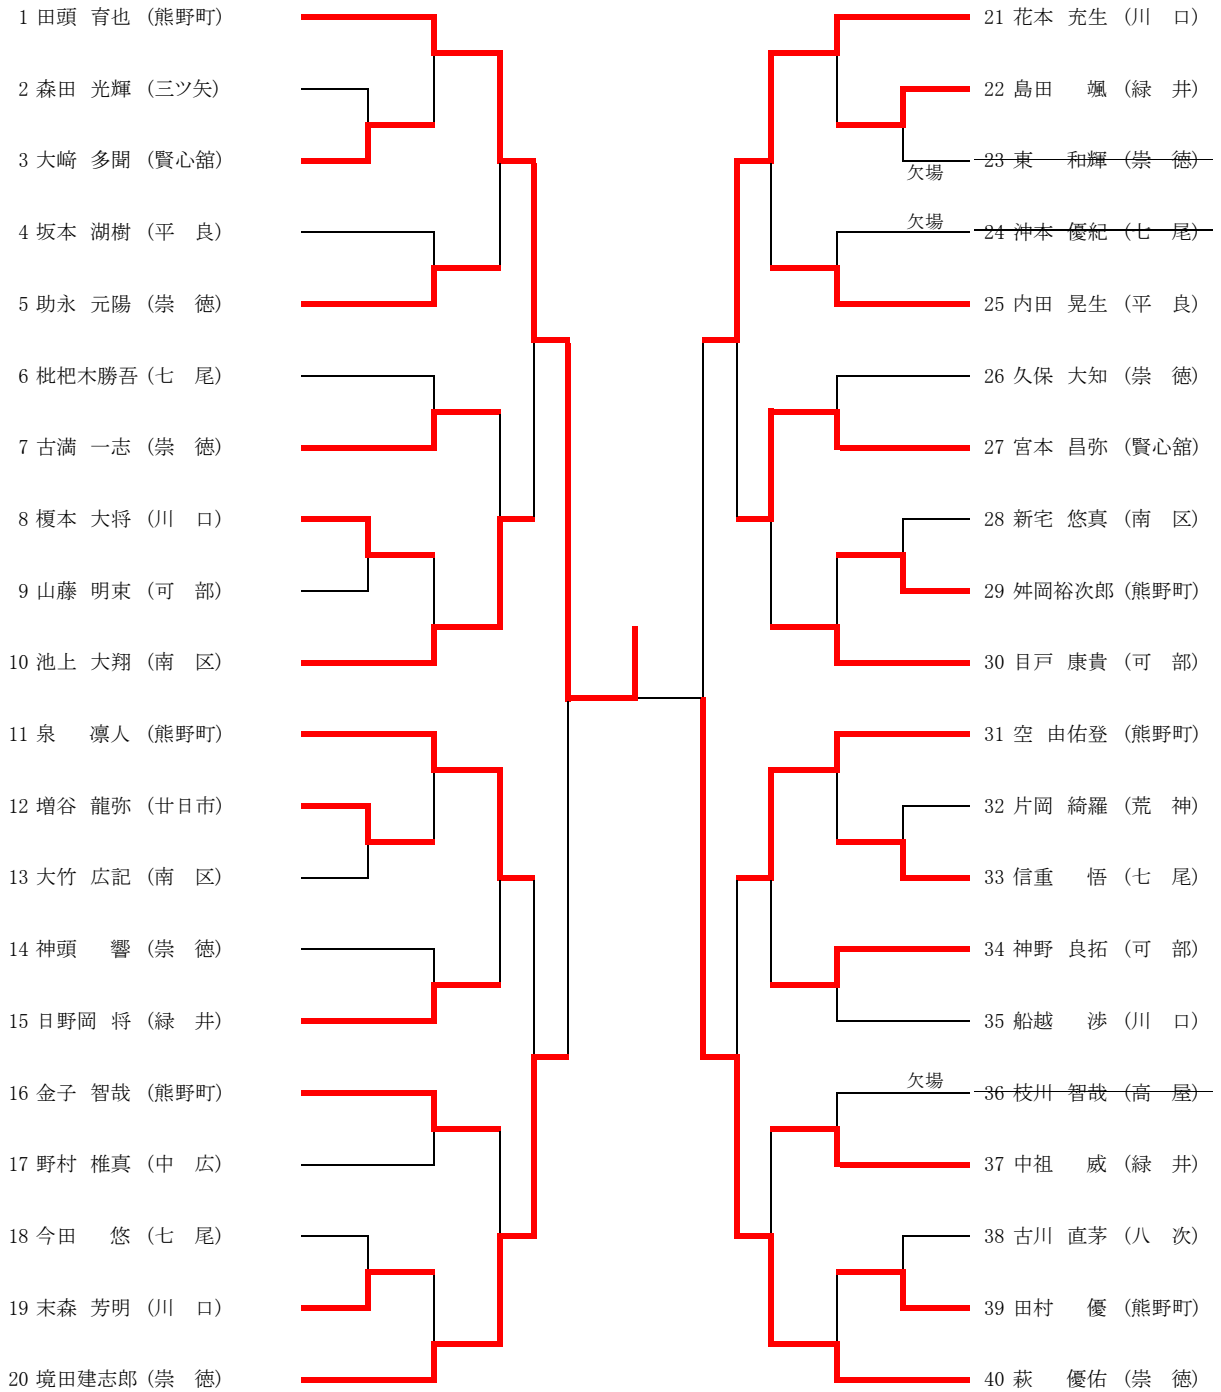 1 田頭 育也 (熊野町)
2 森田 光輝 (三ツ矢)
3 大﨑 多聞 (賢心舘)
4 坂本 湖樹 (平 良)
5 助永 元陽 (崇 徳)
6 枇杷木勝吾 (七 尾)
7 古満 一志 (崇 徳)
8 榎本 大将 (川 口)
9 山藤 明束 (可 部)
10 池上 大翔 (南 区)
11 泉 凛人 (熊野町)
12 増谷 龍弥 (廿日市)
13 大竹 広記 (南 区)
14 神頭 響 (崇 徳)
15 日野岡 将 (緑 井)
16 金子 智哉 (熊野町)
17 野村 椎真 (中 広)
18 今田 悠 (七 尾)
19 末森 芳明 (川 口)
20 境田建志郎 (崇 徳)
21 花本 充生 (川 口)
22 島田 颯 (緑 井)
23 東 和輝 (崇 徳)
欠場
欠場
24 沖本 優紀 (七 尾)
25 内田 晃生 (平 良)
26 久保 大知 (崇 徳)
27 宮本 昌弥 (賢心舘)
28 新宅 悠真 (南 区)
29 舛岡裕次郎 (熊野町)
30 目戸 康貴 (可 部)
31 空 由佑登 (熊野町)
32 片岡 綺羅 (荒 神)
33 信重 悟 (七 尾)
34 神野 良拓 (可 部)
35 船越 渉 (川 口)
欠場
36 枝川 智哉 (高 屋)
37 中祖 威 (緑 井)
38 古川 直茅 (八 次)
39 田村 優 (熊野町)
40 萩 優佑 (崇 徳)